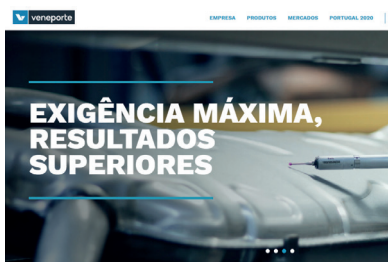 veneporte
EMPRESA PRODUTOS MERCADOS PORTUGAL 2020
EXIGÊNCIA MÁXIMA,
RESULTADOS
SUPERIORES